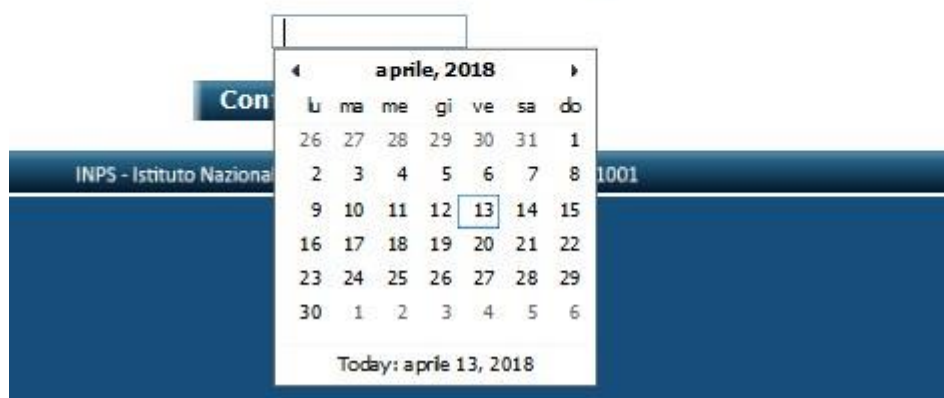 aprile, 2018
Con
lu ma me gi ve sa do
26 27 28 29 30 31 1
INPS - Istituto Naziona
2 3 4 5 6 7 8
1001
9 10 11 12 13 14 15
16 17 18 19 20 21 22
23 24 25 26 27 28 29
30 1 2 3 4 5 6
Today: aprile 13, 2018